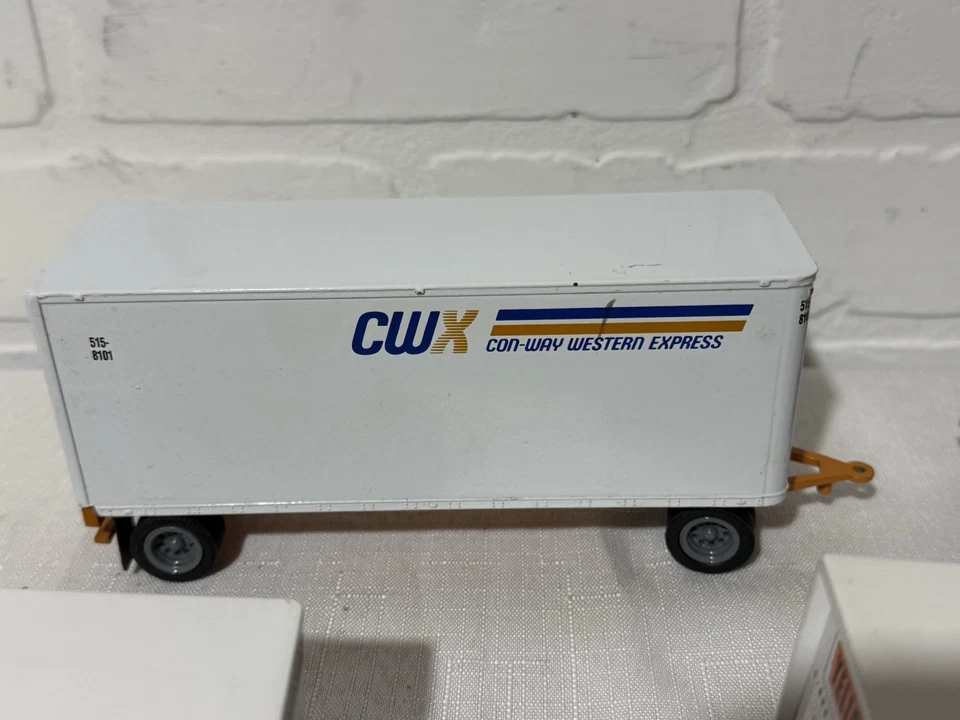 515-
8101
CWX
CON-WAY WESTERN EXPRESS